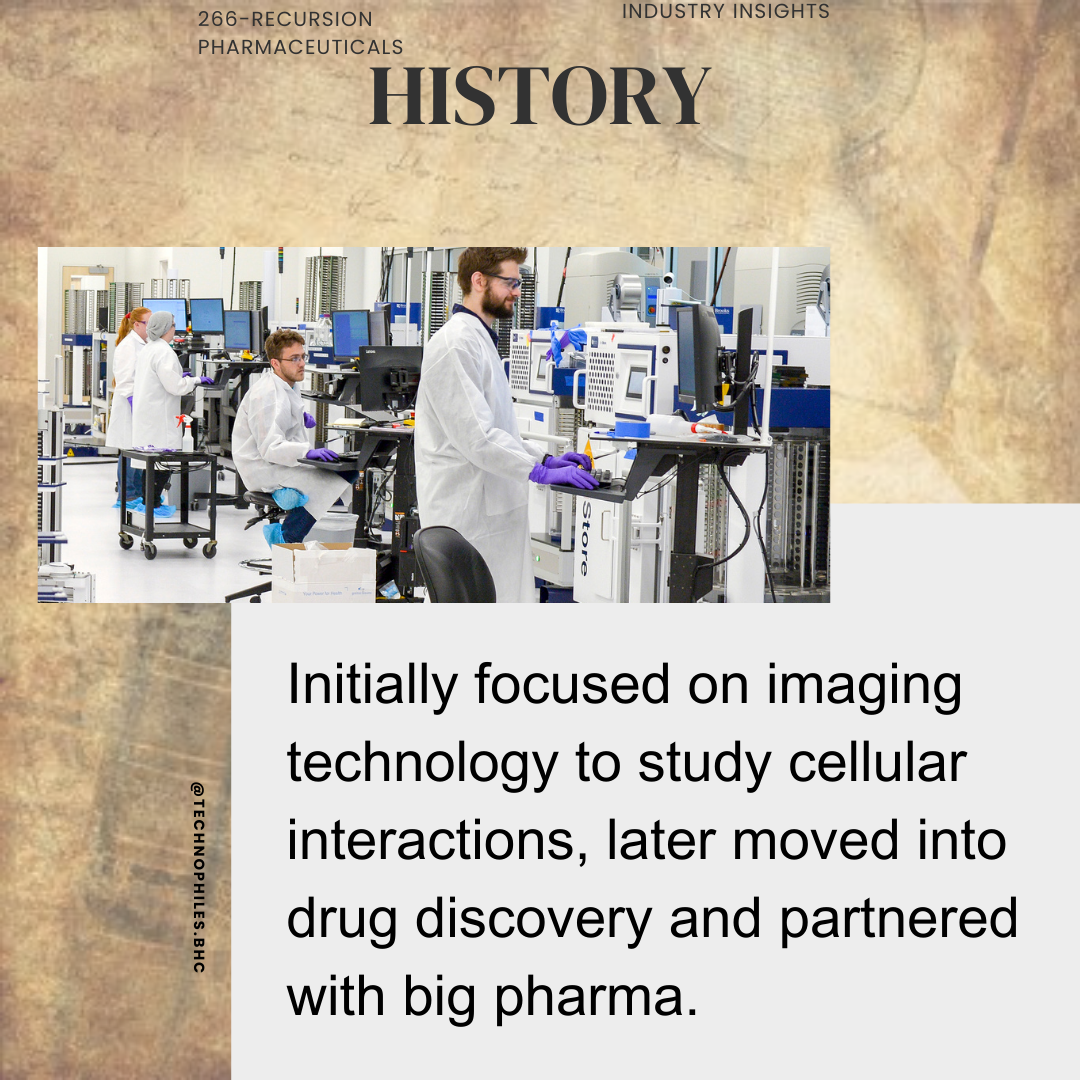 266-RECURSION
PHARMACEUTICALS
INDUSTRY INSIGHTS
HISTORY
Store
Initially focused on imaging
technology to study cellular
interactions, later moved into
drug discovery and partnered
with big pharma.
@TECHNOPHILES.BHC